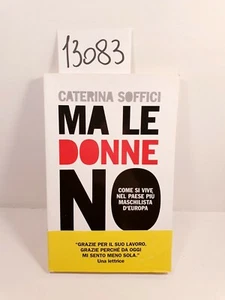 13083
CATERINA SOFFICI
MA LE
DONNE
NO
COME SI VIVE
NEL PAESE PIÙ
MASCHILISTA
D'EUROPA
"GRAZIE PER IL SUO LAVORO,
GRAZIE PERCHÉ DA OGGI
MI SENTO MENO SOLA."
Una lettrice